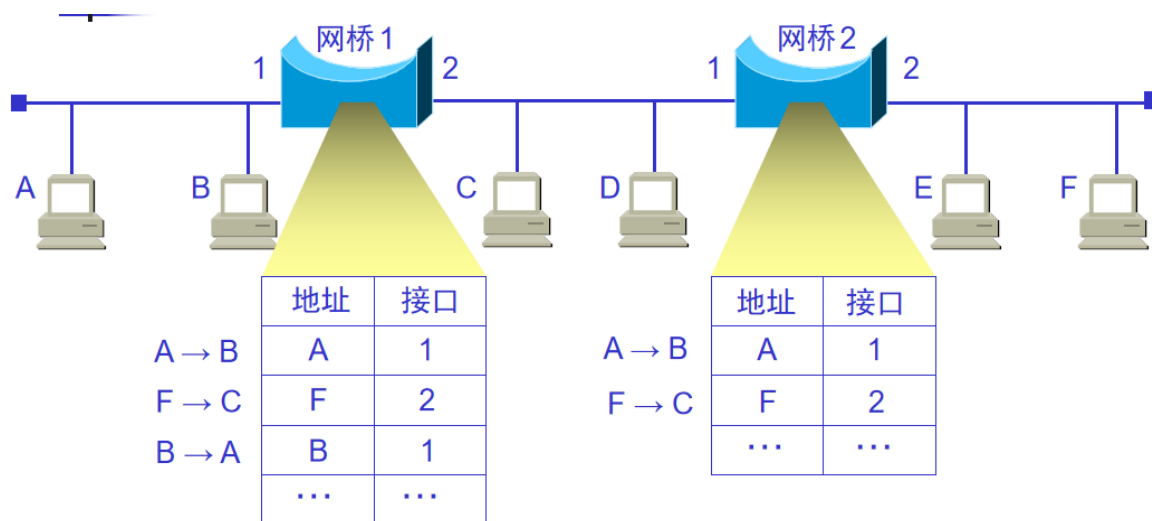 网桥1
网桥2
1
2
1
2
A
B
C
D
E
F
地址 接口
A → B A 1
F → C F 2
B → A B 1
… …
地址 接口
A → B A 1
F → C F 2
… …